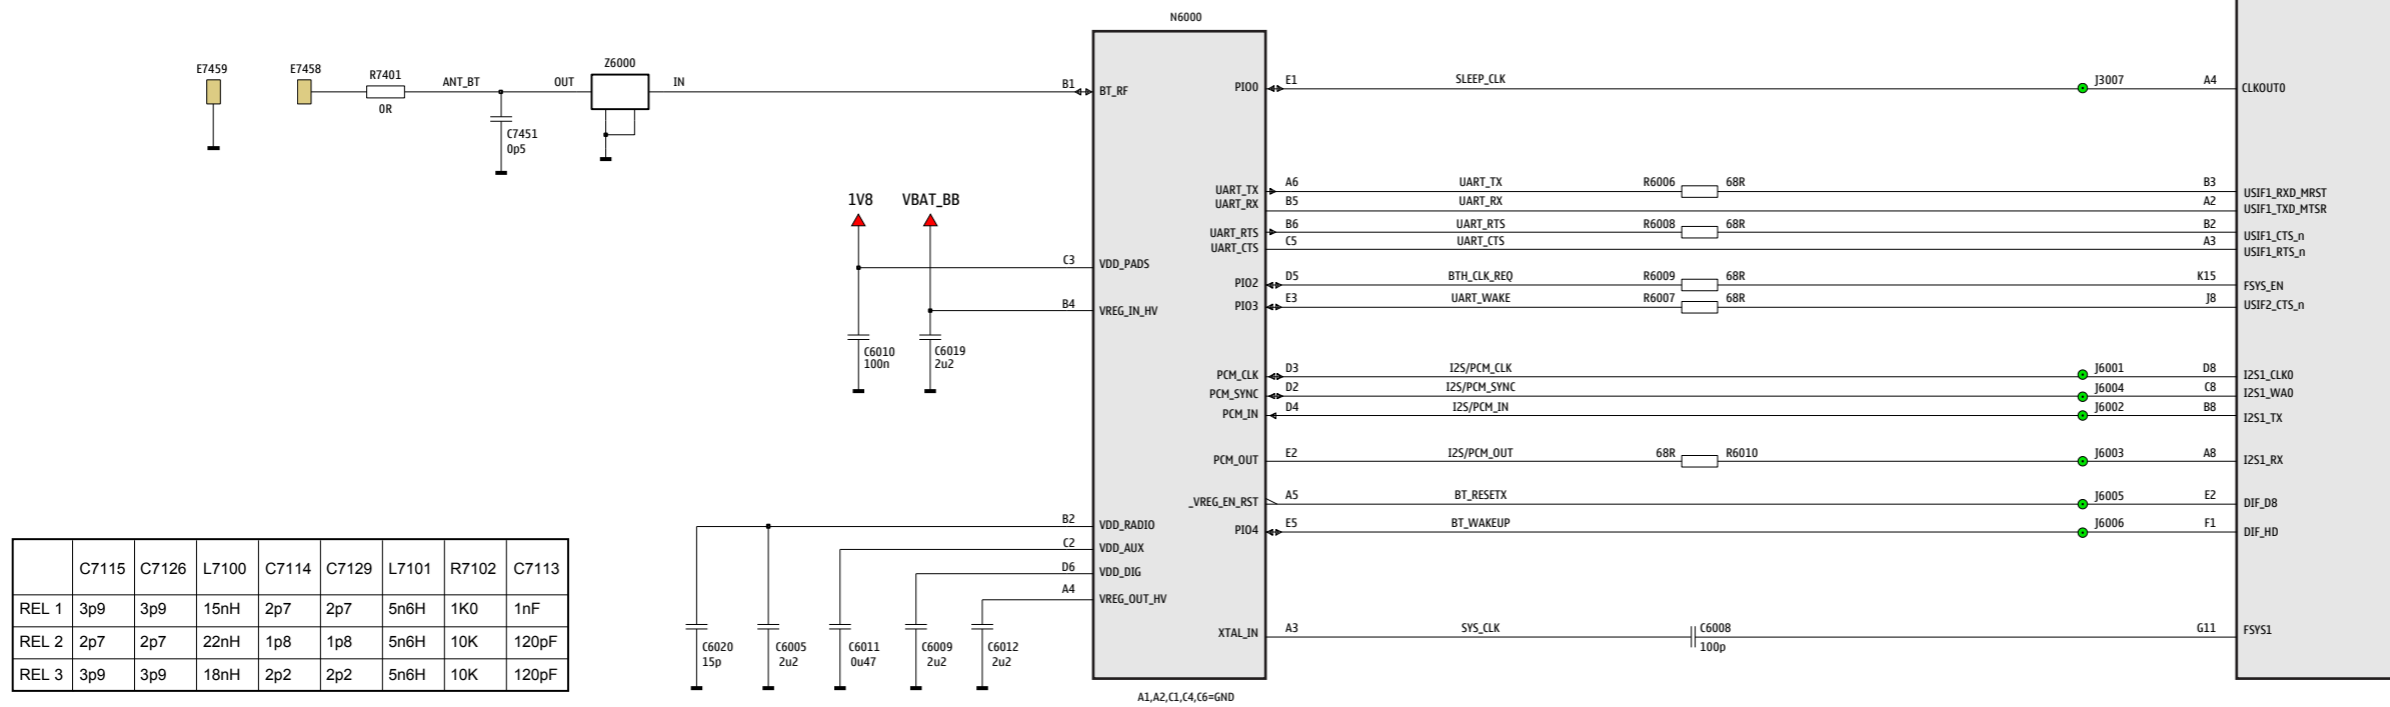 N6000
E7459
E7458
R7401
0R
ANT_BT
C7451
0p5
OUT
Z6000
IN
B1
BT_RF
1V8
VBAT_BB
C3
VDD_PADS
B4
VREG_IN_HV
C6010
100n
C6019
2u2
B2
VDD_RADIO
C2
VDD_AUX
D6
VDD_DIG
A4
VREG_OUT_HV
C6020
15p
C6005
2u2
C6011
0u47
C6009
2u2
C6012
2u2
PIO0 E1 SLEEP_CLK J3007 A4 CLKOUT0
UART_TX A6 UART_TX R6006 68R B3 USIF1_RXD_MRST
UART_RX B5 UART_RX A2 USIF1_TXD_MTSR
UART_RTS B6 UART_RTS R6008 68R B2 USIF1_CTS_n
UART_CTS C5 UART_CTS A3 USIF1_RTS_n
PIO2 D5 BTH_CLK_REQ R6009 68R K15 FSYS_EN
PIO3 E3 UART_WAKE R6007 68R J8 USIF2_CTS_n
PCM_CLK D3 I2S/PCM_CLK J6001 D8 I2S1_CLK0
PCM_SYNC D2 I2S/PCM_SYNC J6004 C8 I2S1_WA0
PCM_IN D4 I2S/PCM_IN J6002 B8 I2S1_TX
PCM_OUT E2 I2S/PCM_OUT 68R R6010 J6003 A8 I2S1_RX
_VREG_EN_RST A5 BT_RESETX J6005 E2 DIF_D8
PIO4 E5 BT_WAKEUP J6006 F1 DIF_HD
XTAL_IN A3 SYS_CLK C6008 G11 FSYS1
100p
A1,A2,C1,C4,C6=GND
C7115 C7126 L7100 C7114 C7129 L7101 R7102 C7113
REL 1 3p9 3p9 15nH 2p7 2p7 5n6H 1K0 1nF
REL 2 2p7 2p7 22nH 1p8 1p8 5n6H 10K 120pF
REL 3 3p9 3p9 18nH 2p2 2p2 5n6H 10K 120pF